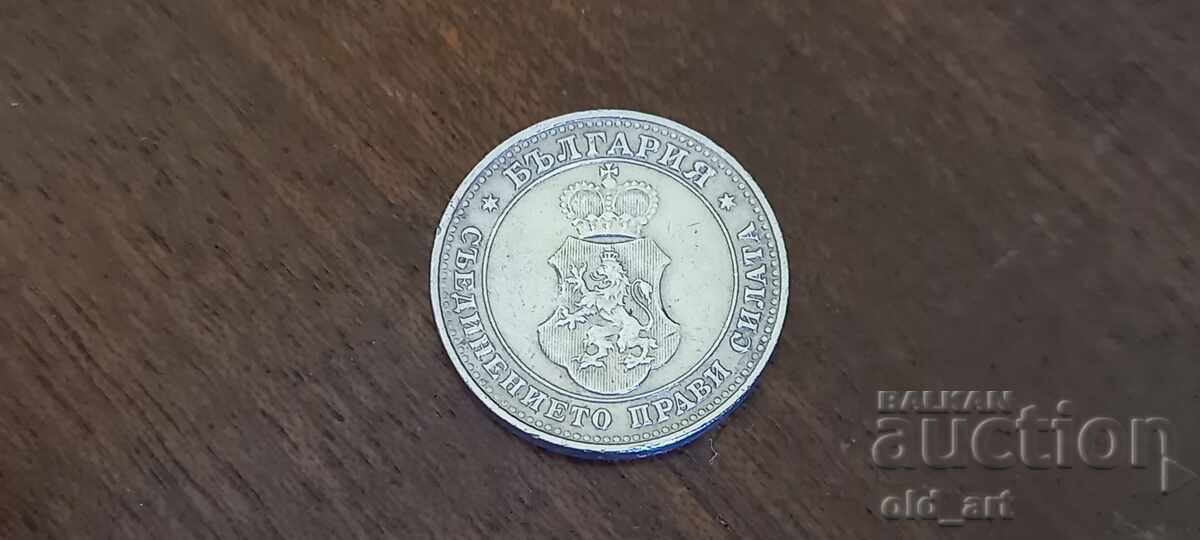 * БЪЛГАРИЯ *
СЪЕДИНЕНИЕТО ПРАВИ СИЛАТА
BALKAN
auction
old_art